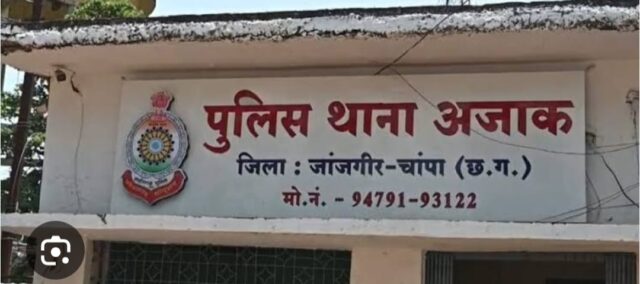 पुलिस थाना अजाक
जिला : जांजगीर-चांपा (छ.ग.)
मो.नं. - 94791-93122